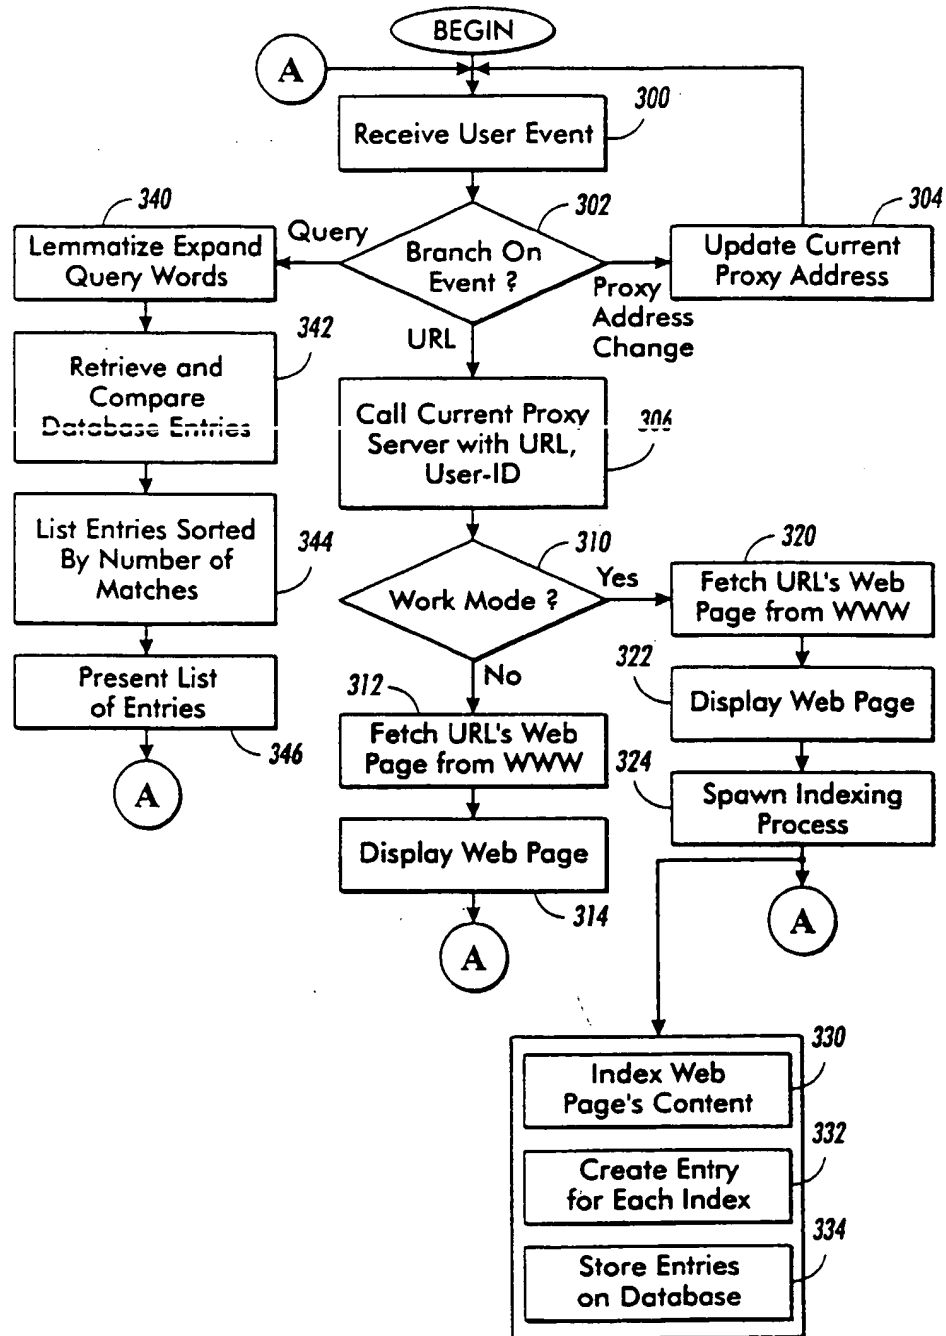 BEGIN
A
300
Receive User Event
302
304
340
Query
Lemmatize Expand
Query Words
Branch On
Event ?
Update Current
Proxy Address
Proxy
Address
Change
URL
342
Retrieve and
Compare
Database Entries
Call Current Proxy
Server with URL,
User-ID
306
344
List Entries Sorted
By Number of
Matches
310
Work Mode ?
Yes
320
Fetch URL's Web
Page from WWW
No
322
Display Web Page
Present List
of Entries
346
A
312
Fetch URL's Web
Page from WWW
324
Spawn Indexing
Process
Display Web Page
314
A
A
330
Index Web
Page's Content
332
Create Entry
for Each Index
334
Store Entries
on Database